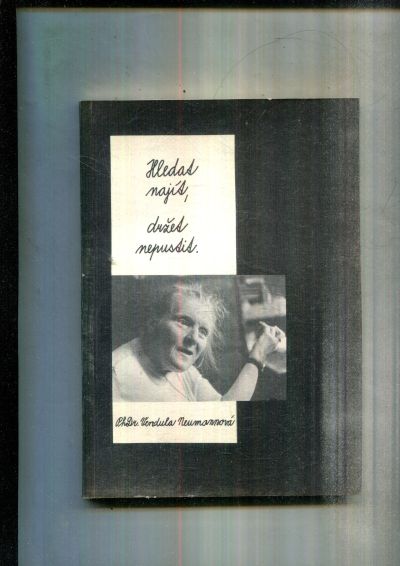 Hledat
najít,
držet
nepustit.
PhDr. Vendula Neumannová